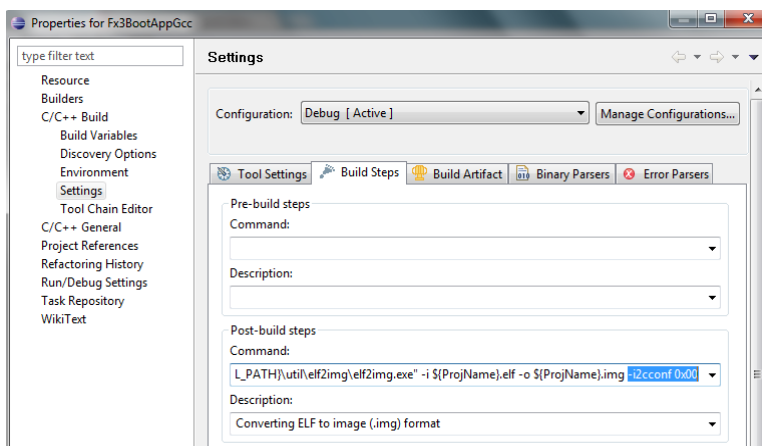 Properties for Fx3BootAppGcc
type filter text
Resource
Builders
C/C++ Build
Build Variables
Discovery Options
Environment
Settings
Tool Chain Editor
C/C++ General
Project References
Refactoring History
Run/Debug Settings
Task Repository
WikiText
Settings
Configuration: Debug [ Active ] Manage Configurations...
Tool Settings Build Steps Build Artifact Binary Parsers Error Parsers
Pre-build steps
Command:
Description:
Post-build steps
Command:
L_PATH}\util\elf2img\elf2img.exe" -i ${ProjName}.elf -o ${ProjName}.img -i2cconf 0x00
Description:
Converting ELF to image (.img) format